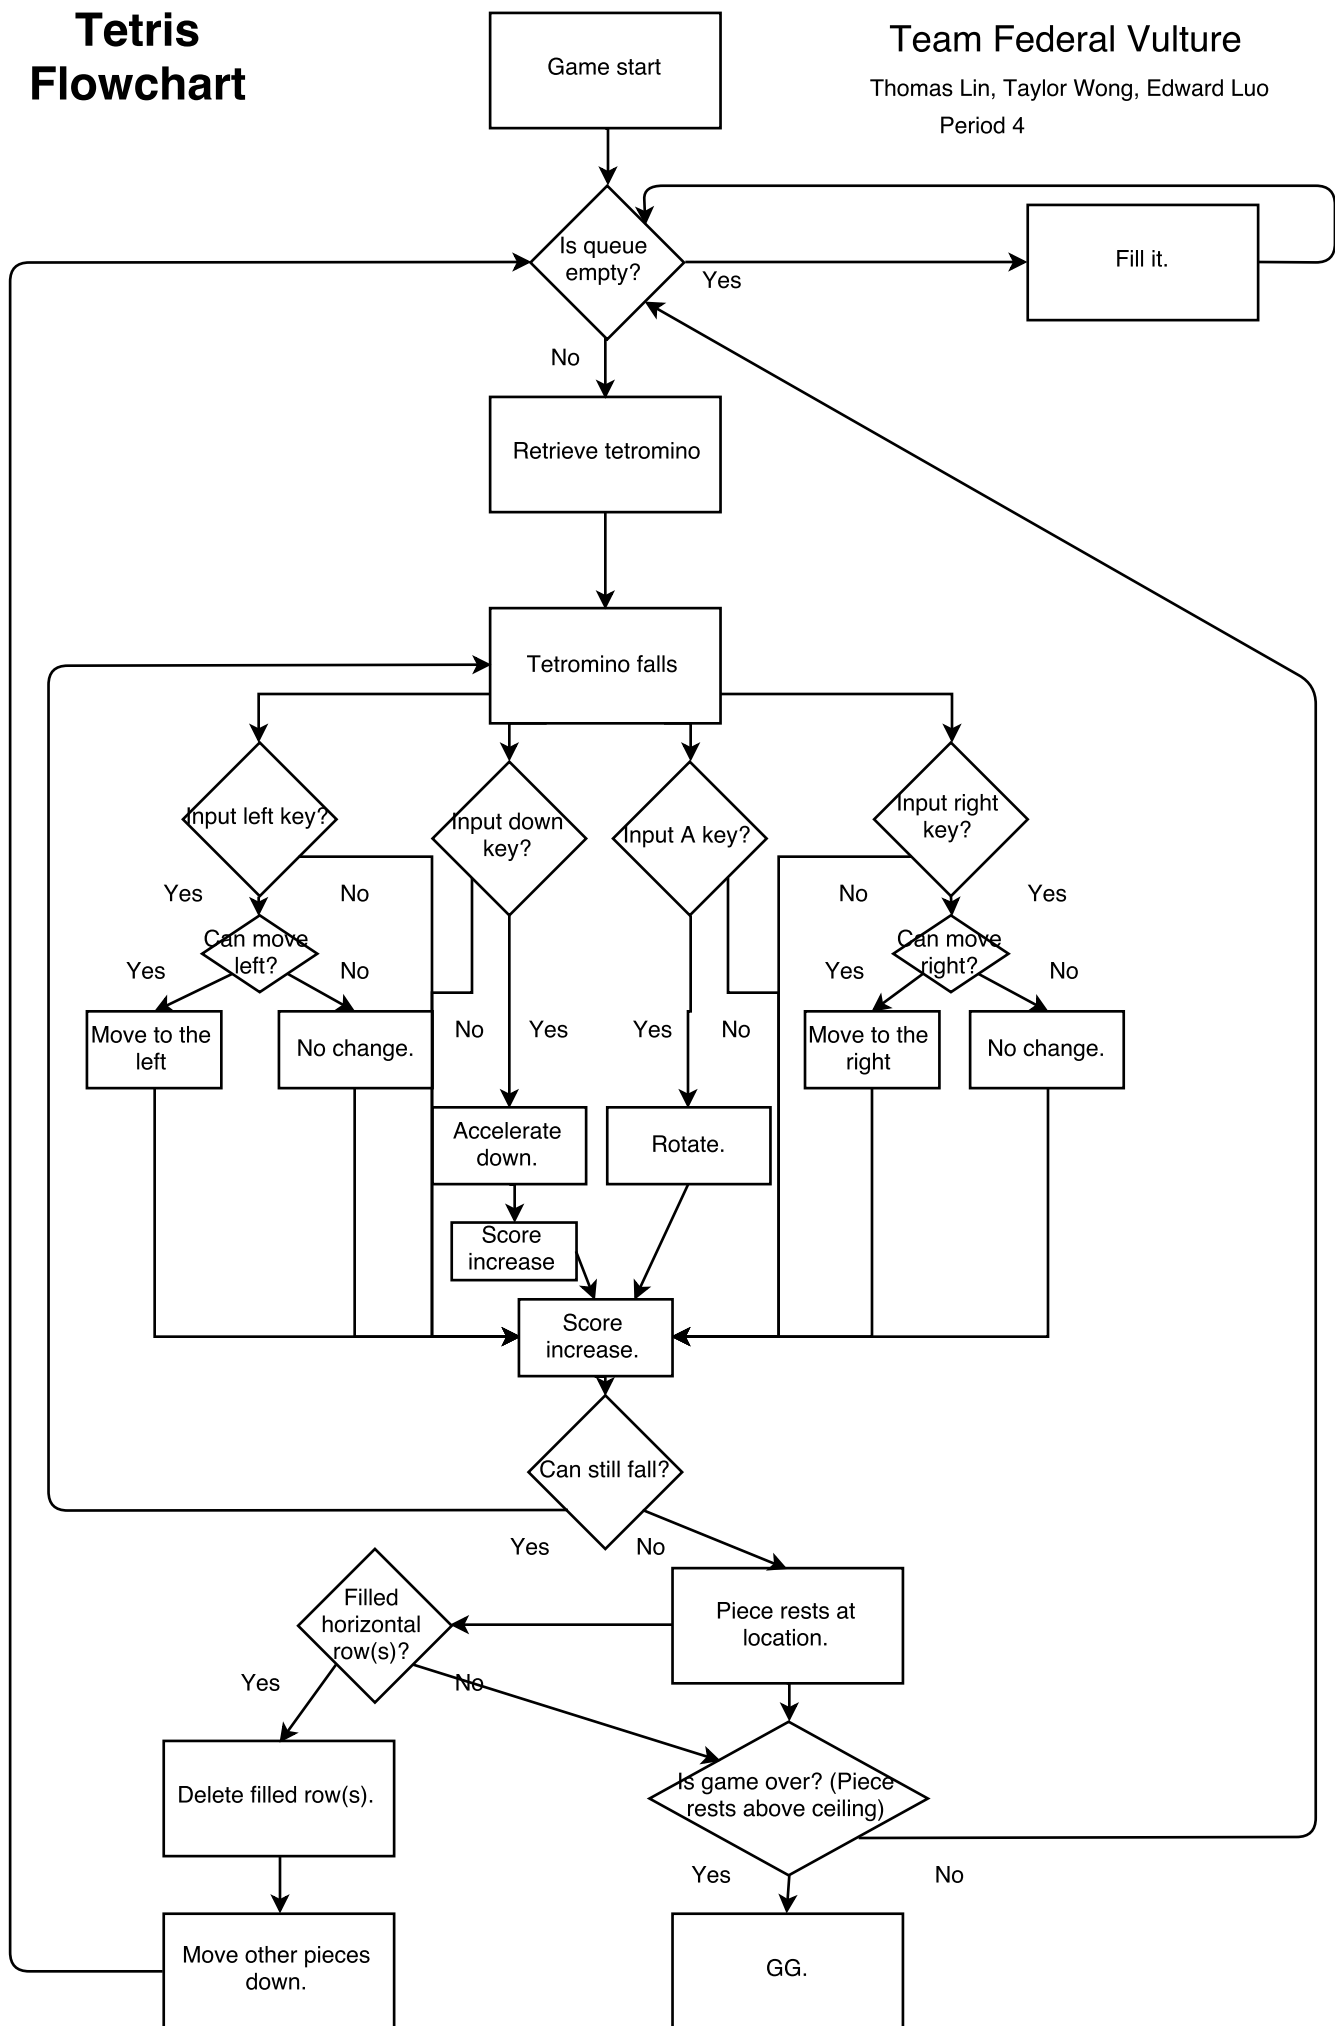 Tetris
Flowchart
Team Federal Vulture
Thomas Lin, Taylor Wong, Edward Luo
Period 4
Game start
Is queue
empty?
Yes
Fill it.
No
Retrieve tetromino
Tetromino falls
Input left key?
Input down
key?
Input A key?
Input right
key?
Yes
No
No
Yes
Can move
left?
Can move
right?
Yes
No
Yes
No
Move to the
left
No change.
No
Yes
Yes
No
Move to the
right
No change.
Accelerate
down.
Rotate.
Score
increase
Score
increase.
Can still fall?
Yes
No
Filled
horizontal
row(s)?
Piece rests at
location.
Yes
No
Delete filled row(s).
Is game over? (Piece
rests above ceiling)
Yes
No
Move other pieces
down.
GG.